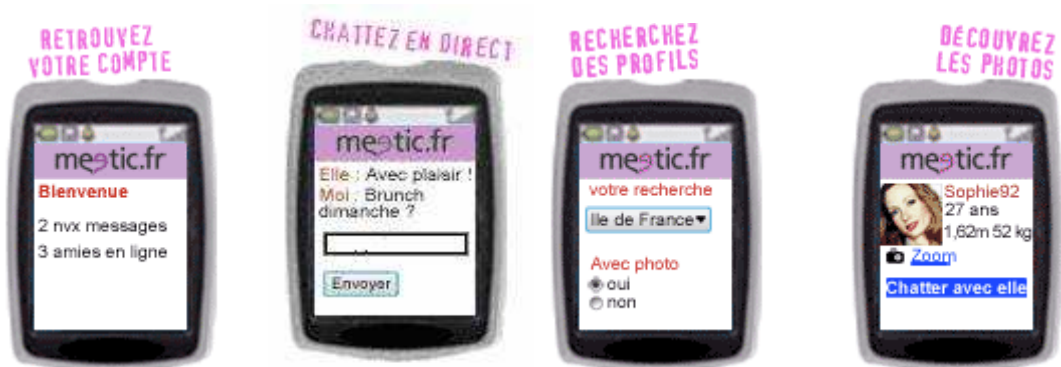 RETROUVEZ
VOTRE COMPTE
meetic.fr
Bienvenue
2 nvx messages
3 amies en ligne
CHATTEZ EN DIRECT
meetic.fr
Elle : Avec plaisir !
Moi : Brunch
dimanche ?
Envoyer
RECHERCHEZ
DES PROFILS
meetic.fr
votre recherche
Ile de France
Avec photo
oui
non
DÉCOUVREZ
LES PHOTOS
meetic.fr
Sophie92
27 ans
1,62m 52 kg
Zoom
Chatter avec elle